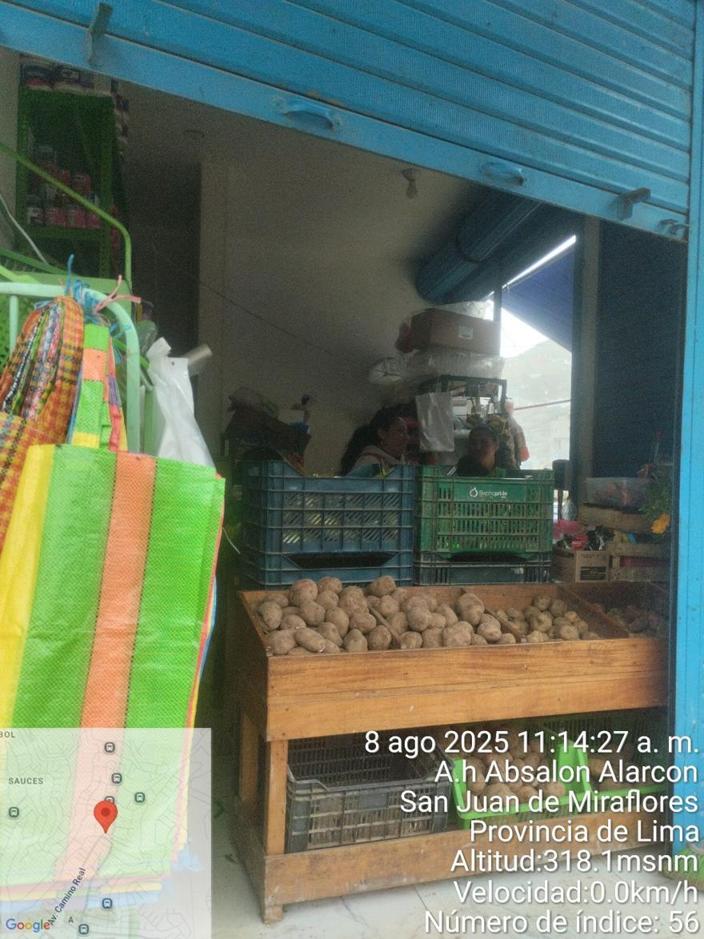 8 ago 2025 11:14:27 a. m.
A.h Absalon Alarcon
San Juan de Miraflores
Provincia de Lima
Altitud:318.1msnm
Velocidad:0.0km/h
Número de índice: 56
BOL
SAUCES
Av. Camino Real
A
Google